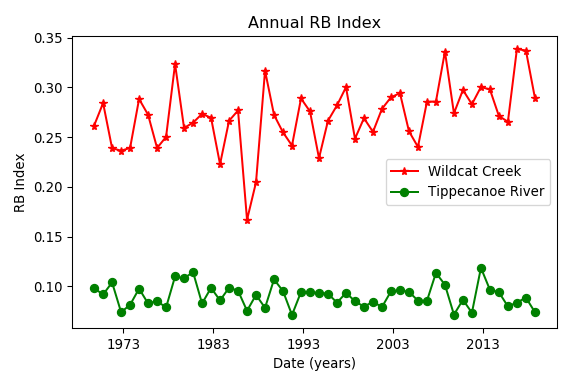 Annual RB Index
0.35
0.30
0.25
0.20
0.15
0.10
RB Index
Wildcat Creek
Tippecanoe River
1973
1983
1993
2003
2013
Date (years)